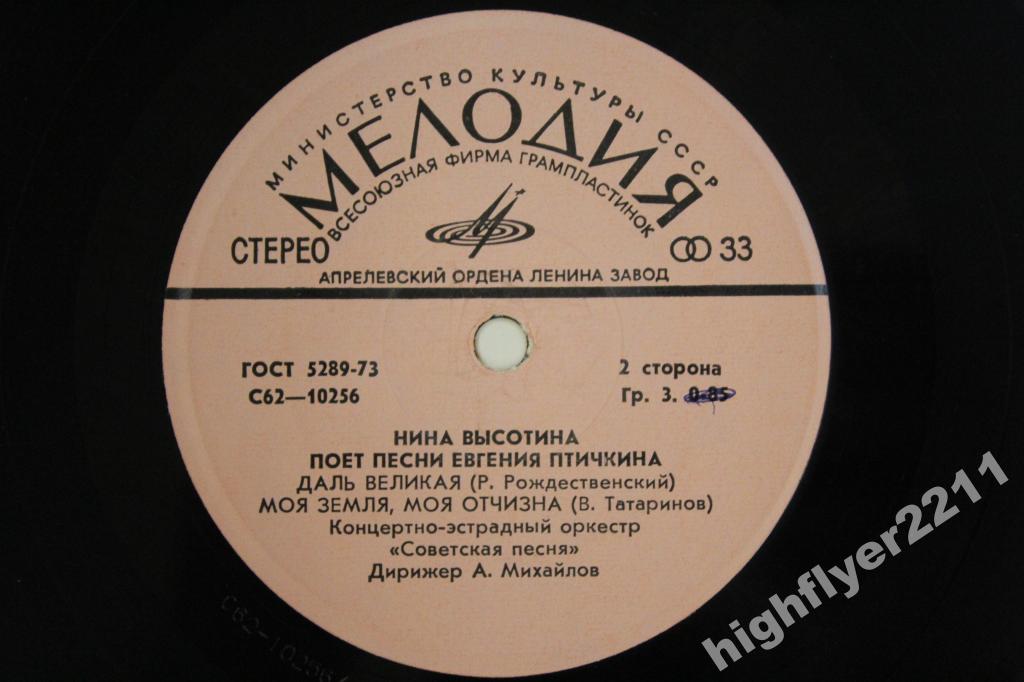 МИНИСТЕРСТВО КУЛЬТУРЫ СССР
МЕЛОДИЯ
ВСЕСОЮЗНАЯ ФИРМА ГРАМПЛАСТИНОК
СТЕРЕО 33
АПРЕЛЕВСКИЙ ОРДЕНА ЛЕНИНА ЗАВОД
ГОСТ 5289-73 2 сторона
С62—10256 Гр. 3. 0-85
НИНА ВЫСОТИНА
ПОЕТ ПЕСНИ ЕВГЕНИЯ ПТИЧКИНА
ДАЛЬ ВЕЛИКАЯ (Р. Рождественский)
МОЯ ЗЕМЛЯ, МОЯ ОТЧИЗНА (В. Татаринов)
Концертно-эстрадный оркестр
«Советская песня»
Дирижер А. Михайлов
highflyer2211